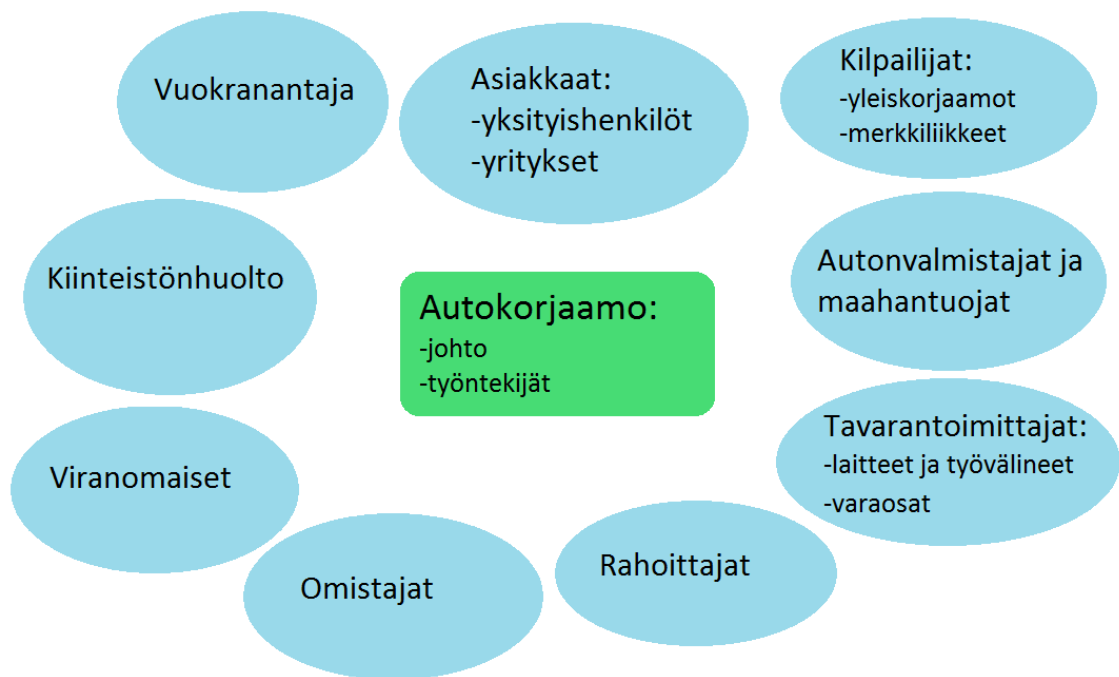 Vuokranantaja
Asiakkaat:
-yksityishenkilöt
-yritykset
Kilpailijat:
-yleiskorjaamot
-merkkiliikkeet
Kiinteistönhuolto
Autokorjaamo:
-johto
-työntekijät
Autonvalmistajat ja
maahantuojat
Viranomaiset
Tavarantoimittajat:
-laitteet ja työvälineet
-varaosat
Omistajat
Rahoittajat